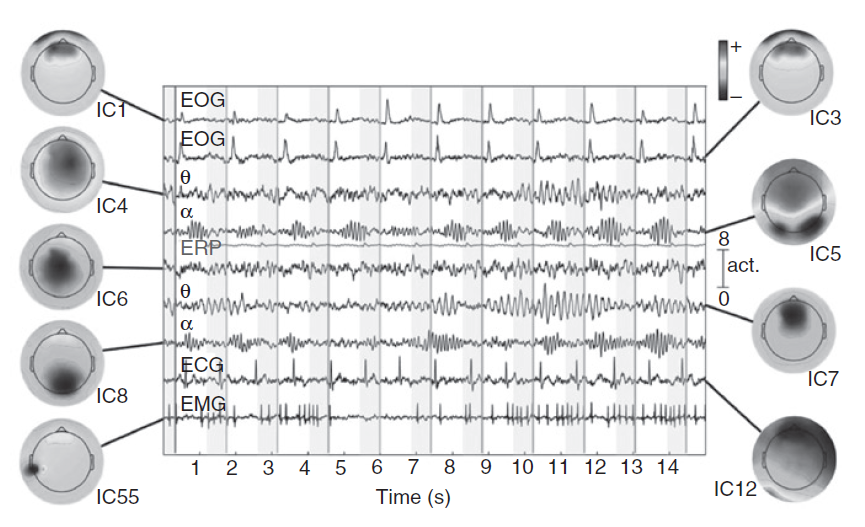 IC1
IC4
IC6
IC8
IC55
EOG
EOG
θ
α
ERP
θ
α
ECG
EMG
1 2 3 4 5 6 7 8 9 10 11 12 13 14
Time (s)
+
−
IC3
IC5
8
act.
0
IC7
IC12